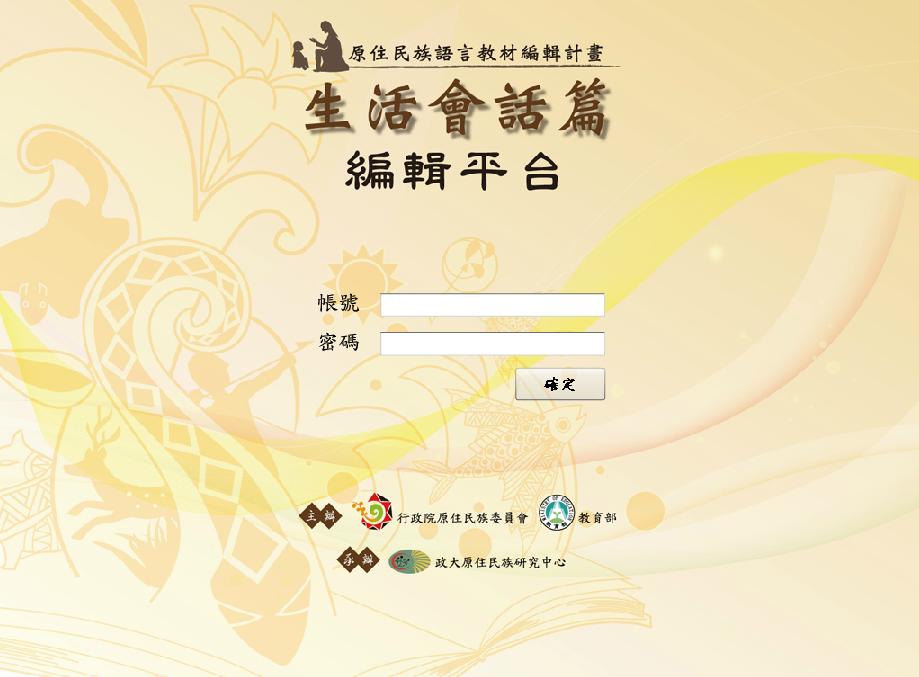 原住民族語言教材編輯計畫
生活會話篇
編輯平台
帳號
密碼
確定
主辦 行政院原住民族委員會 教育部
承辦 政大原住民族研究中心